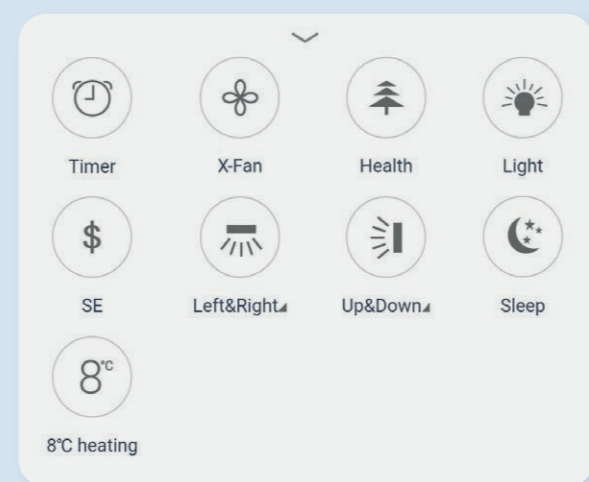 Timer
X-Fan
Health
Light
$
SE
Left&Right
Up&Down
Sleep
8°C
8°C heating